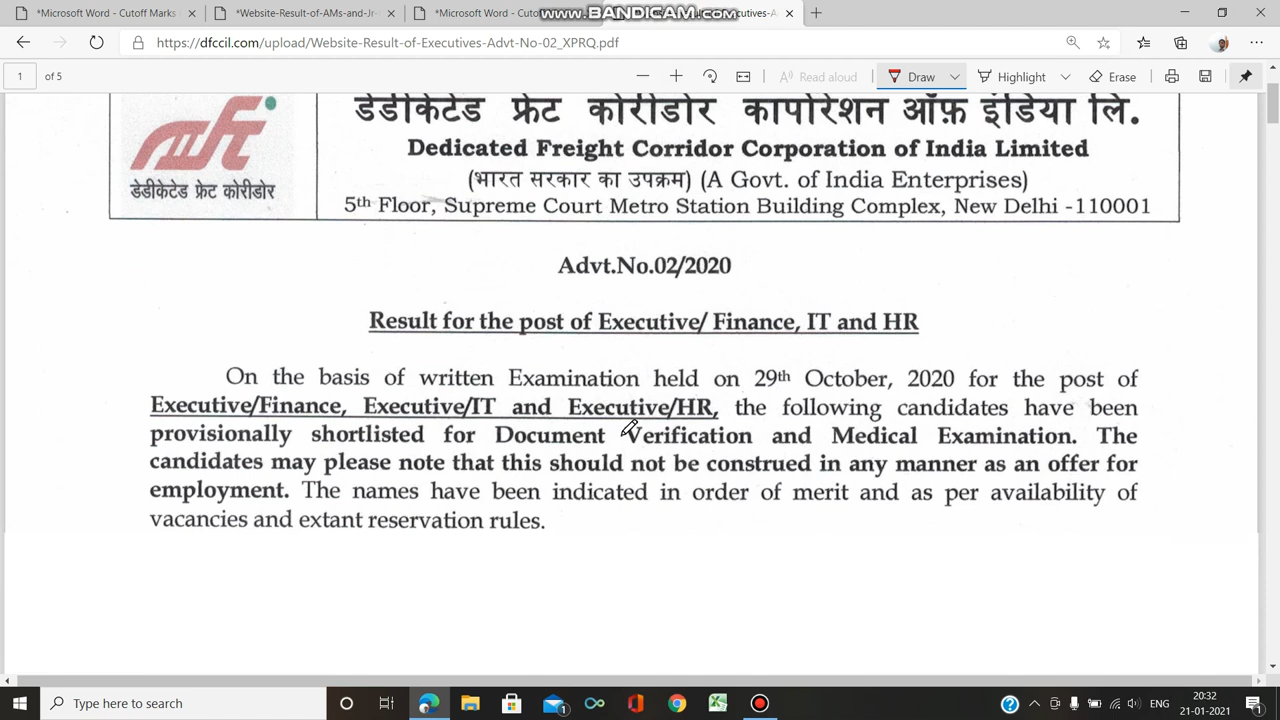 *Microsoft Word - Cutoff Marks
*Website-Result-of-AMs-and-Jr-
*Microsoft Word - Cuto
www.BANDICAM.com
https://dfccil.com/upload/Website-Result-of-Executives-Advt-No-02_XPRQ.pdf
1 of 5
Read aloud
Draw
Highlight
Erase
डेडीकेटेड फ्रेट कोरीडोर कार्पोरेशन ऑफ़ इंडिया लि.
Dedicated Freight Corridor Corporation of India Limited
(भारत सरकार का उपक्रम) (A Govt. of India Enterprises)
5th Floor, Supreme Court Metro Station Building Complex, New Delhi -110001
डेडीकेटेड फ्रेट कोरीडोर
Advt.No.02/2020
Result for the post of Executive/ Finance, IT and HR
On the basis of written Examination held on 29th October, 2020 for the post of
Executive/Finance, Executive/IT and Executive/HR, the following candidates have been
provisionally shortlisted for Document Verification and Medical Examination. The
candidates may please note that this should not be construed in any manner as an offer for
employment. The names have been indicated in order of merit and as per availability of
vacancies and extant reservation rules.
Type here to search
1
ENG
20:32
21-01-2021